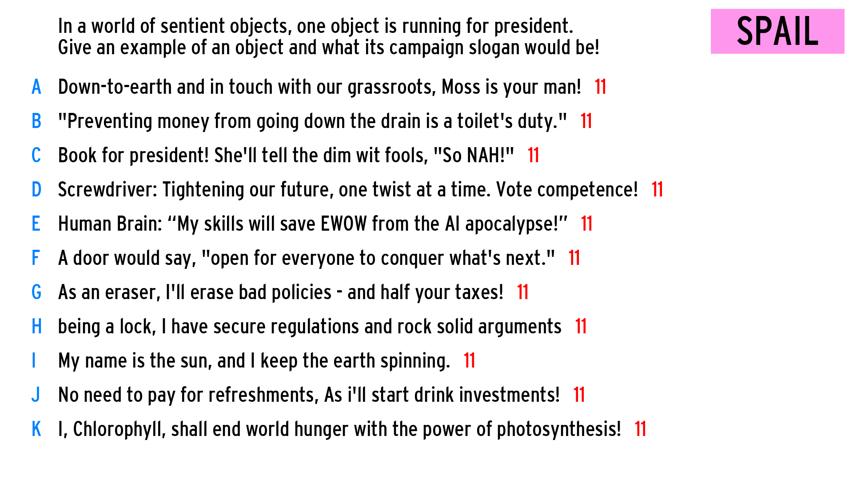 In a world of sentient objects, one object is running for president.
Give an example of an object and what its campaign slogan would be!
SPAIL
A Down-to-earth and in touch with our grassroots, Moss is your man! 11
B "Preventing money from going down the drain is a toilet's duty." 11
C Book for president! She'll tell the dim wit fools, "So NAH!" 11
D Screwdriver: Tightening our future, one twist at a time. Vote competence! 11
E Human Brain: “My skills will save EWOW from the AI apocalypse!” 11
F A door would say, "open for everyone to conquer what's next." 11
G As an eraser, I'll erase bad policies - and half your taxes! 11
H being a lock, I have secure regulations and rock solid arguments 11
I My name is the sun, and I keep the earth spinning. 11
J No need to pay for refreshments, As i'll start drink investments! 11
K I, Chlorophyll, shall end world hunger with the power of photosynthesis! 11